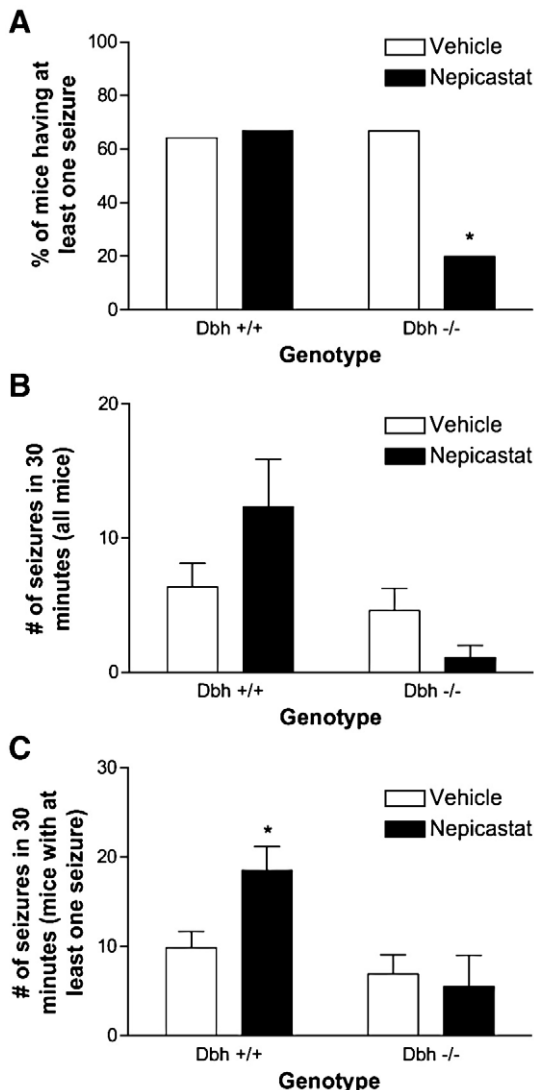 A
% of mice having at
least one seizure
100
80
60
40
20
0
Vehicle
Nepicastat
*
Dbh +/+
Dbh -/-
Genotype
B
# of seizures in 30
minutes (all mice)
20
10
0
Vehicle
Nepicastat
Dbh +/+
Dbh -/-
Genotype
C
# of seizures in 30
minutes (mice with at
least one seizure)
30
20
10
0
Vehicle
Nepicastat
*
Dbh +/+
Dbh -/-
Genotype